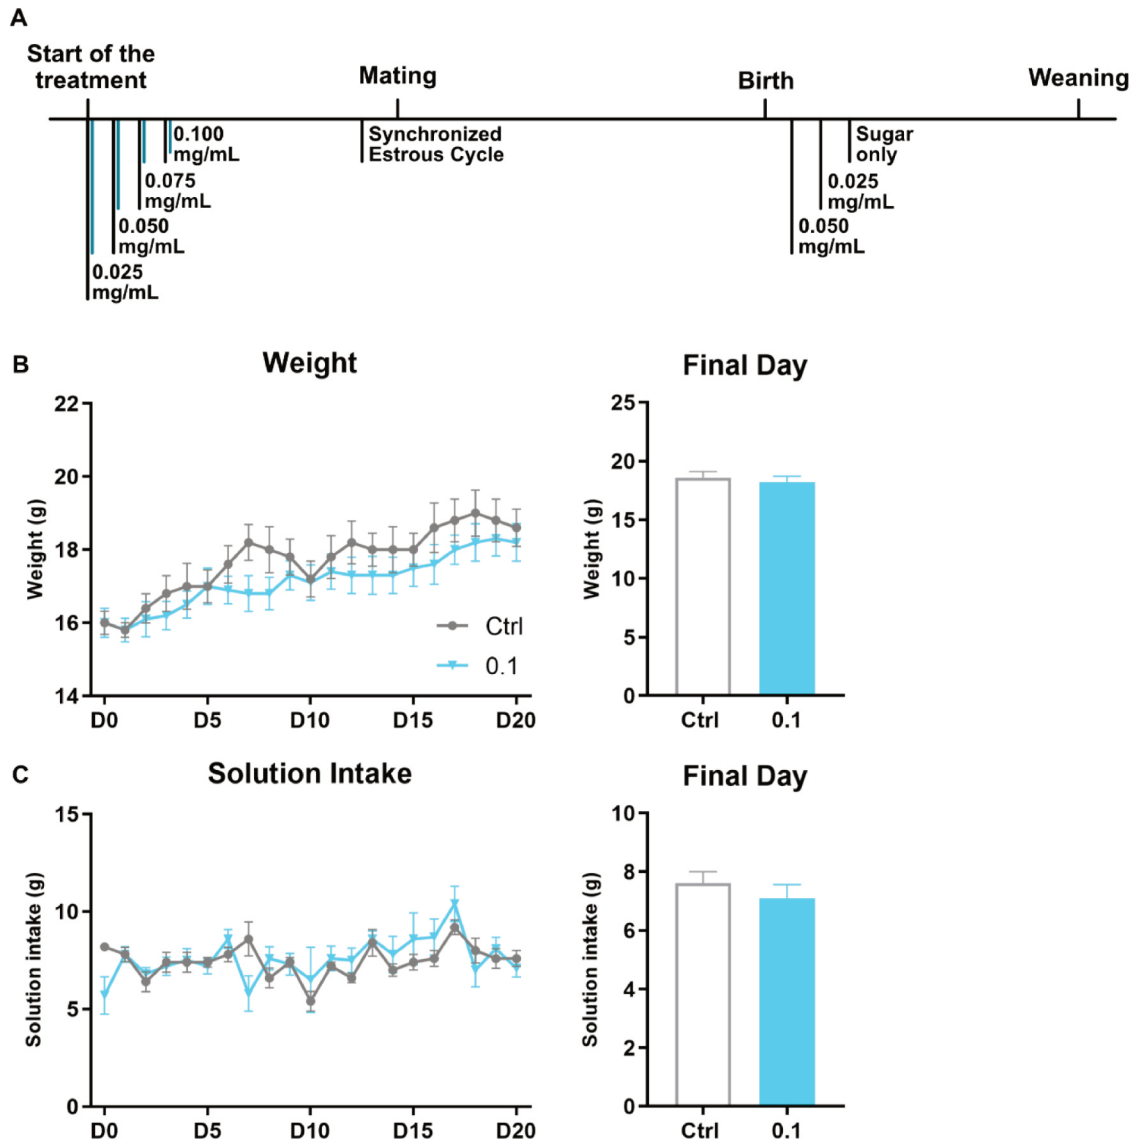 A
Start of the
treatment
Mating
Birth
Weaning
0.100
mg/mL
0.075
mg/mL
0.050
mg/mL
0.025
mg/mL
Synchronized
Estrous Cycle
Sugar
only
0.025
mg/mL
0.050
mg/mL
B
Weight
Weight (g)
22
20
18
16
14
D0 D5 D10 D15 D20
Ctrl
0.1
Final Day
Weight (g)
25
20
15
10
5
0
Ctrl 0.1
C
Solution Intake
Solution intake (g)
15
10
5
0
D0 D5 D10 D15 D20
Final Day
Solution intake (g)
10
8
6
4
2
0
Ctrl 0.1